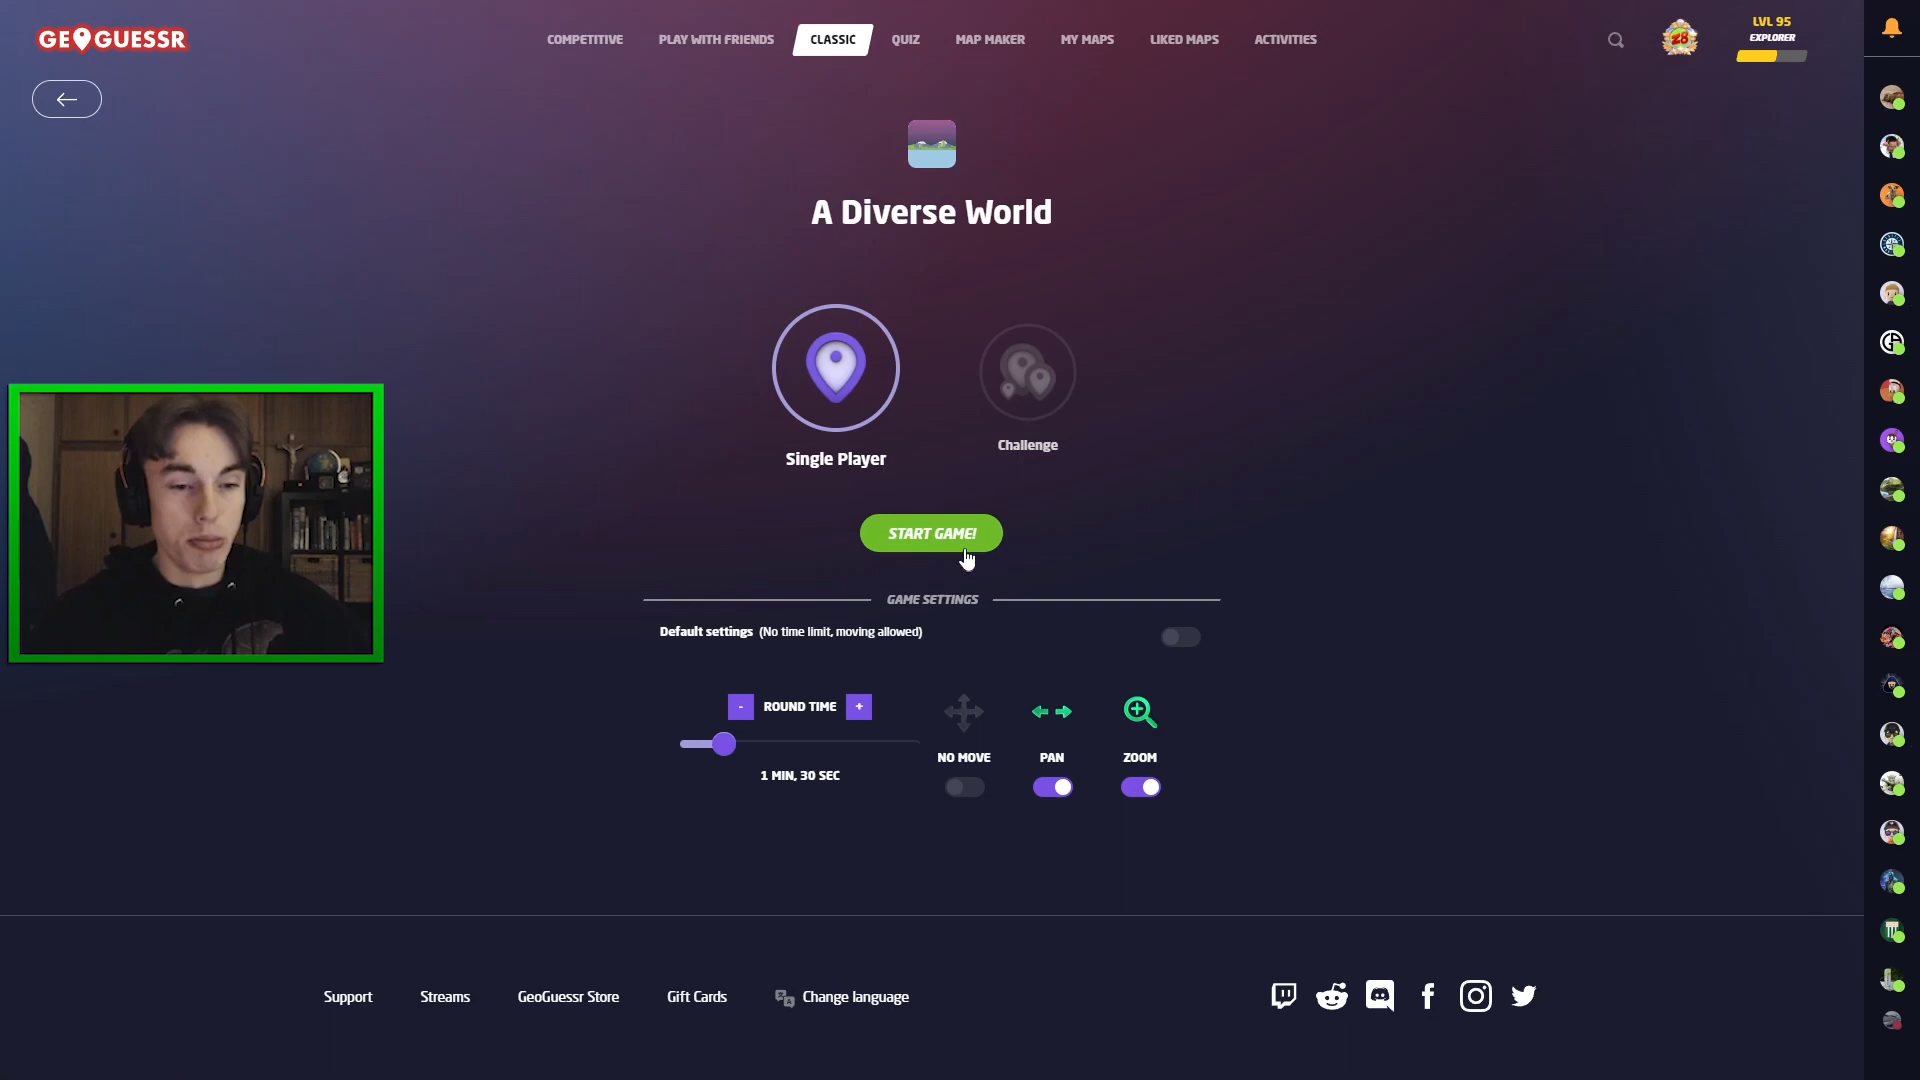 GEOGUESSR
COMPETITIVE
PLAY WITH FRIENDS
CLASSIC
QUIZ
MAP MAKER
MY MAPS
LIKED MAPS
ACTIVITIES
28
LVL 95
EXPLORER
A Diverse World
Single Player
Challenge
START GAME!
GAME SETTINGS
Default settings (No time limit, moving allowed)
- ROUND TIME +
1 MIN, 30 SEC
NO MOVE
PAN
ZOOM
Support
Streams
GeoGuessr Store
Gift Cards
Change language